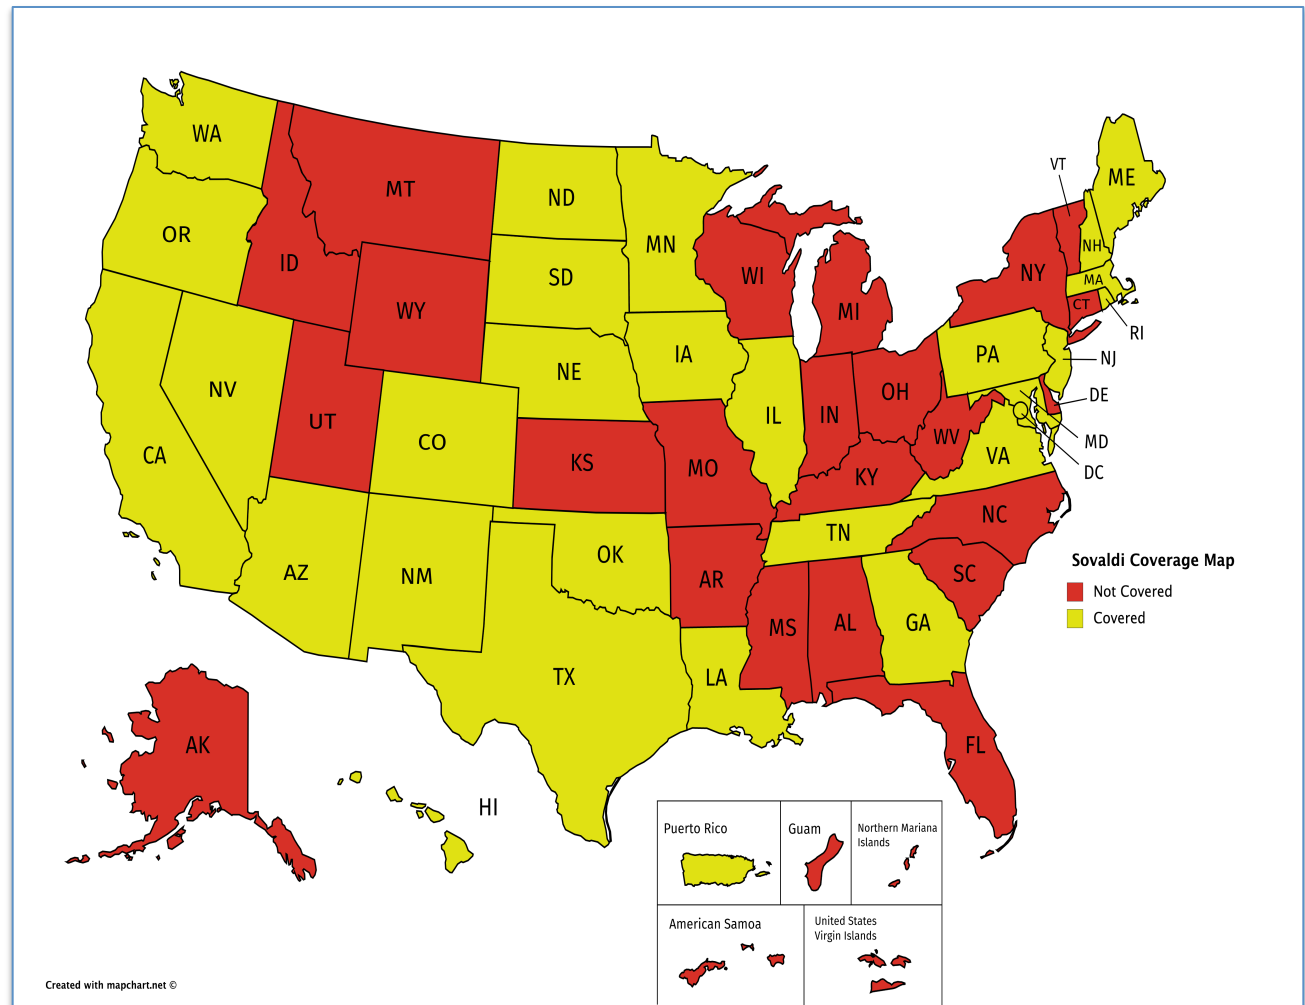 WA
MT
ND
MN
VT
ME
OR
ID
SD
WI
NH
NY
MA
WY
MI
CT
RI
NV
NE
IA
PA
NJ
UT
CO
IL
IN
OH
DE
CA
KS
MO
KY
WV
VA
MD
DC
AZ
NM
OK
TN
NC
AR
SC
Sovaldi Coverage Map
Not Covered
Covered
TX
LA
MS
AL
GA
AK
HI
FL
Puerto Rico
Guam
Northern Mariana
Islands
American Samoa
United States
Virgin Islands
Created with mapchart.net ©